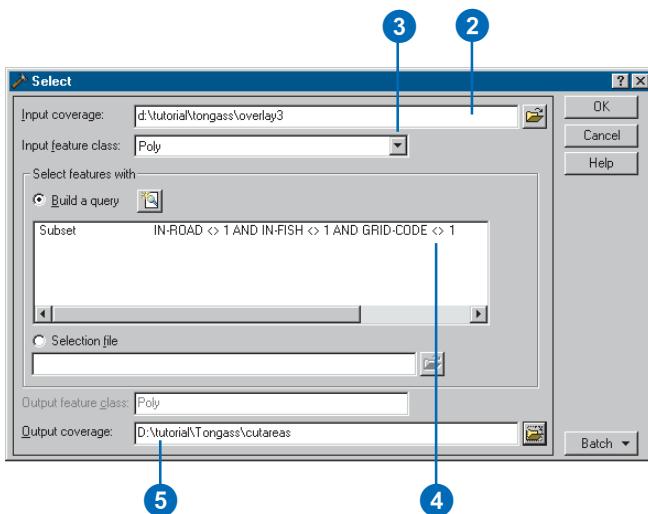 3 2
Select
Input coverage: d:\tutorial\tongass\overlay3 OK
Input feature class: Poly Cancel
Help
Select features with
Build a query
Subset IN-ROAD <> 1 AND IN-FISH <> 1 AND GRID-CODE <> 1
Selection file
Output feature class: Poly
Output coverage: D:\tutorial\Tongass\cutareas Batch
5 4